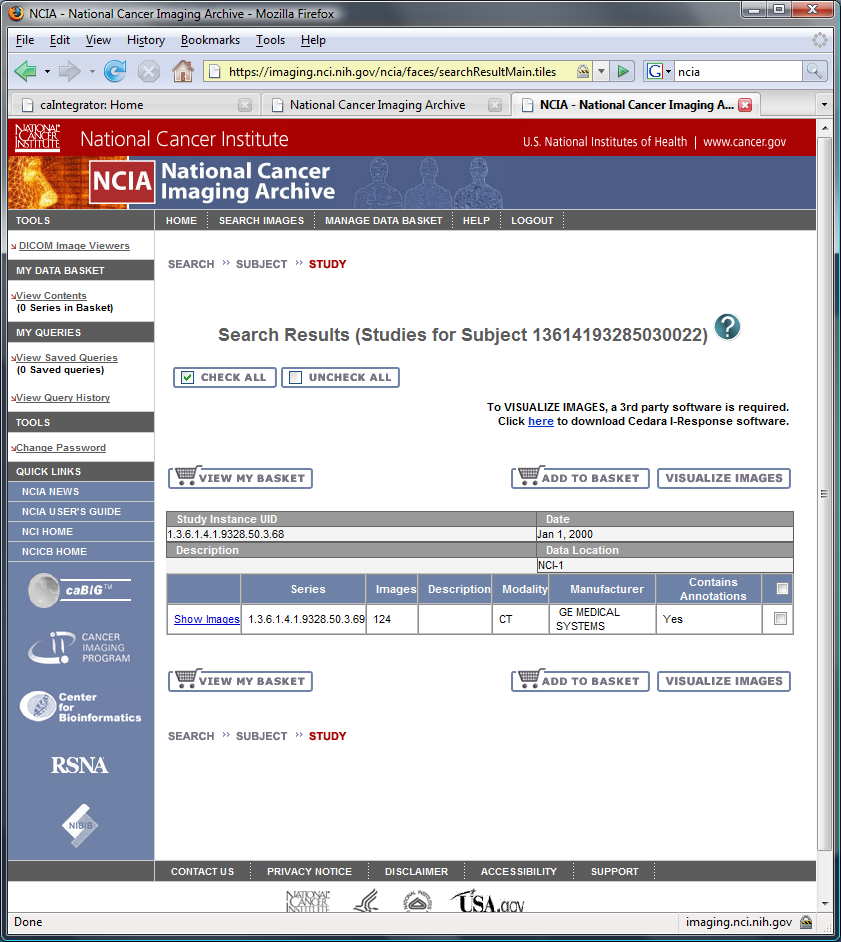 NCIA - National Cancer Imaging Archive - Mozilla Firefox
File Edit View History Bookmarks Tools Help
https://imaging.nci.nih.gov/ncia/faces/searchResultMain.tiles
G
ncia
caIntegrator: Home
National Cancer Imaging Archive
NCIA - National Cancer Imaging A...
NATIONAL CANCER INSTITUTE
National Cancer Institute
U.S. National Institutes of Health | www.cancer.gov
NCIA
National Cancer
Imaging Archive
TOOLS
HOME SEARCH IMAGES MANAGE DATA BASKET HELP LOGOUT
DICOM Image Viewers
MY DATA BASKET
View Contents
(0 Series in Basket)
MY QUERIES
View Saved Queries
(0 Saved queries)
View Query History
TOOLS
Change Password
QUICK LINKS
NCIA NEWS
NCIA USER'S GUIDE
NCI HOME
NCICB HOME
caBIG™
CANCER
IMAGING
PROGRAM
Center
for
Bioinformatics
RSNA
NIBIB
SEARCH » SUBJECT » STUDY
Search Results (Studies for Subject 13614193285030022)
?
CHECK ALL UNCHECK ALL
To VISUALIZE IMAGES, a 3rd party software is required.
Click here to download Cedara I-Response software.
VIEW MY BASKET ADD TO BASKET VISUALIZE IMAGES
Study Instance UID Date
1.3.6.1.4.1.9328.50.3.68 Jan 1, 2000
Description Data Location
NCI-1
Series Images Description Modality Manufacturer Contains Annotations
Show Images 1.3.6.1.4.1.9328.50.3.69 124 CT GE MEDICAL SYSTEMS Yes
VIEW MY BASKET ADD TO BASKET VISUALIZE IMAGES
SEARCH » SUBJECT » STUDY
CONTACT US PRIVACY NOTICE DISCLAIMER ACCESSIBILITY SUPPORT
NATIONAL CANCER INSTITUTE
USA.gov
Done
imaging.nci.nih.gov